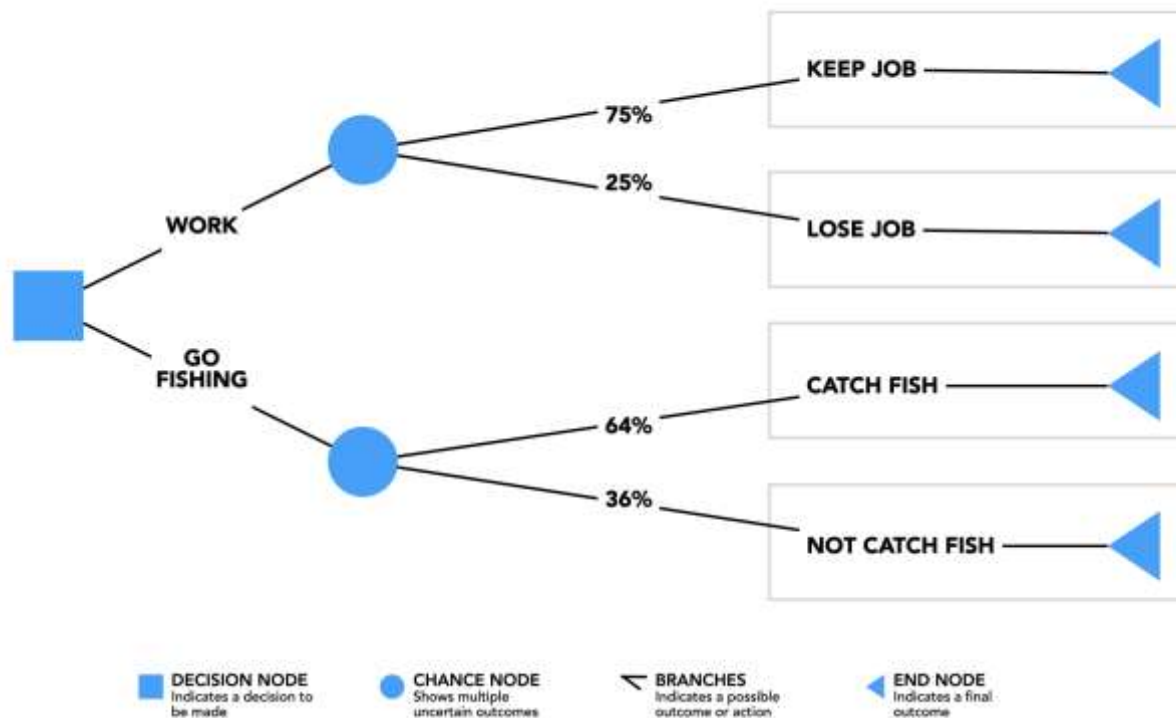 KEEP JOB
75%
25%
LOSE JOB
WORK
GO
FISHING
CATCH FISH
64%
36%
NOT CATCH FISH
DECISION NODE
Indicates a decision to
be made
CHANCE NODE
Shows multiple
uncertain outcomes
BRANCHES
Indicates a possible
outcome or action
END NODE
Indicates a final
outcome